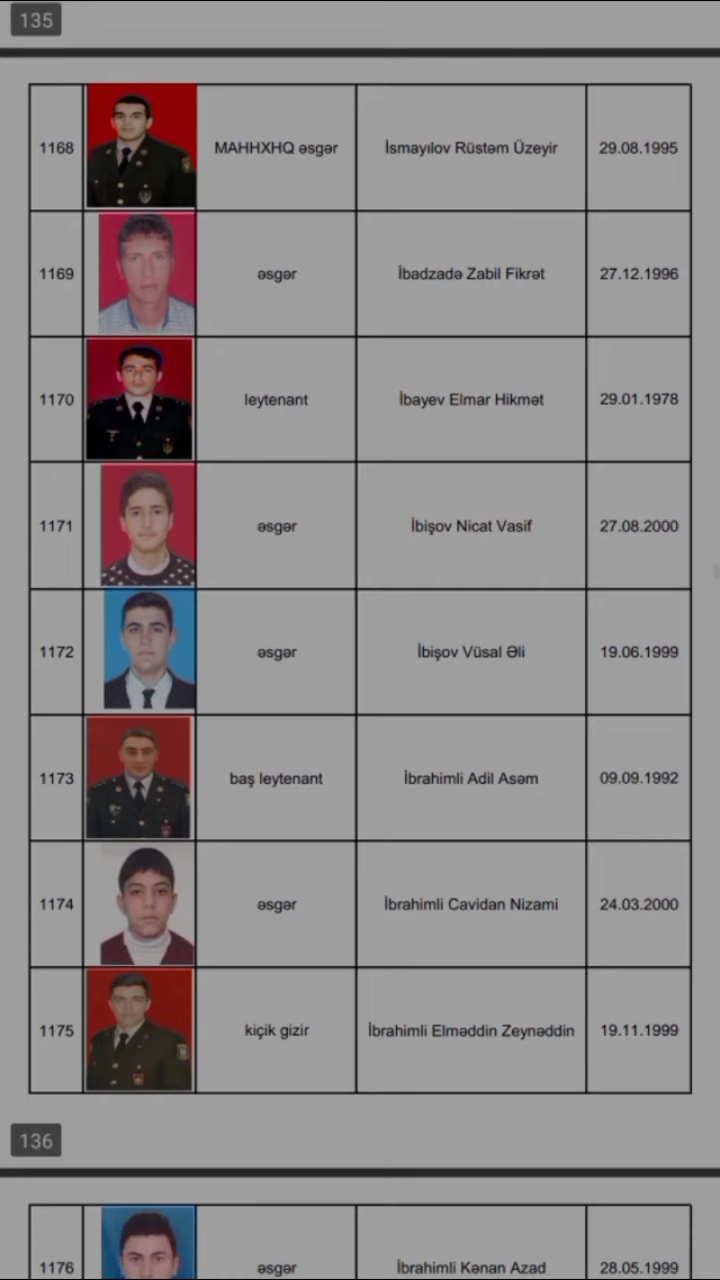 135
1168 MAHHXHQ əsgər İsmayılov Rüstəm Üzeyir 29.08.1995
1169 əsgər İbadzadə Zabil Fikrət 27.12.1996
1170 leytenant İbayev Elmar Hikmət 29.01.1978
1171 əsgər İbişov Nicat Vasif 27.08.2000
1172 əsgər İbişov Vüsal Əli 19.06.1999
1173 baş leytenant İbrahimli Adil Asəm 09.09.1992
1174 əsgər İbrahimli Cavidan Nizami 24.03.2000
1175 kiçik gizir İbrahimli Elməddin Zeynəddin 19.11.1999
136
1176 əsgər İbrahimli Kənan Azad 28.05.1999